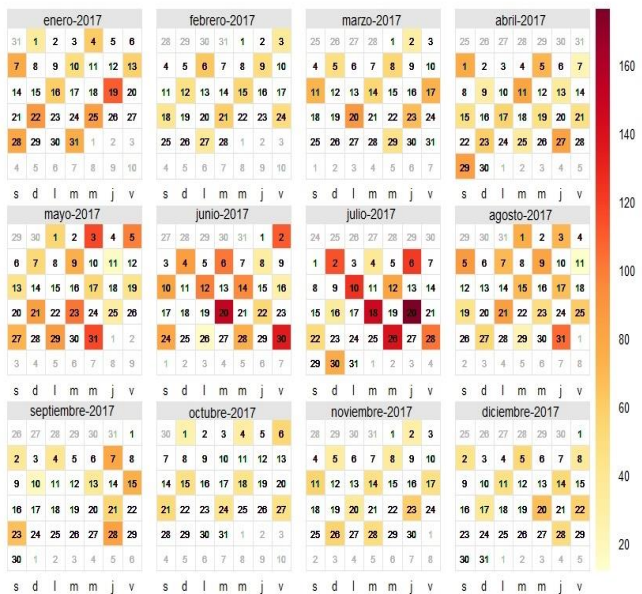 enero-2017
31 1 2 3 4 5 6
7 8 9 10 11 12 13
14 15 16 17 18 19 20
21 22 23 24 25 26 27
28 29 30 31 1 2 3
4 5 6 7 8 9 10
s d l m m j v
febrero-2017
28 29 30 31 1 2 3
4 5 6 7 8 9 10
11 12 13 14 15 16 17
18 19 20 21 22 23 24
25 26 27 28 1 2 3
4 5 6 7 8 9 10
s d l m m j v
marzo-2017
25 26 27 28 1 2 3
4 5 6 7 8 9 10
11 12 13 14 15 16 17
18 19 20 21 22 23 24
25 26 27 28 29 30 31
1 2 3 4 5 6 7
s d l m m j v
abril-2017
25 26 27 28 29 30 31
1 2 3 4 5 6 7
8 9 10 11 12 13 14
15 16 17 18 19 20 21
22 23 24 25 26 27 28
29 30 1 2 3 4 5
s d l m m j v
mayo-2017
29 30 1 2 3 4 5
6 7 8 9 10 11 12
13 14 15 16 17 18 19
20 21 22 23 24 25 26
27 28 29 30 31 1 2
3 4 5 6 7 8 9
s d l m m j v
junio-2017
27 28 29 30 31 1 2
3 4 5 6 7 8 9
10 11 12 13 14 15 16
17 18 19 20 21 22 23
24 25 26 27 28 29 30
1 2 3 4 5 6 7
s d l m m j v
julio-2017
24 25 26 27 28 29 30
1 2 3 4 5 6 7
8 9 10 11 12 13 14
15 16 17 18 19 20 21
22 23 24 25 26 27 28
29 30 31 1 2 3 4
s d l m m j v
agosto-2017
29 30 31 1 2 3 4
5 6 7 8 9 10 11
12 13 14 15 16 17 18
19 20 21 22 23 24 25
26 27 28 29 30 31 1
2 3 4 5 6 7 8
s d l m m j v
septiembre-2017
26 27 28 29 30 31 1
2 3 4 5 6 7 8
9 10 11 12 13 14 15
16 17 18 19 20 21 22
23 24 25 26 27 28 29
30 1 2 3 4 5 6
s d l m m j v
octubre-2017
30 1 2 3 4 5 6
7 8 9 10 11 12 13
14 15 16 17 18 19 20
21 22 23 24 25 26 27
28 29 30 31 1 2 3
4 5 6 7 8 9 10
s d l m m j v
noviembre-2017
28 29 30 31 1 2 3
4 5 6 7 8 9 10
11 12 13 14 15 16 17
18 19 20 21 22 23 24
25 26 27 28 29 30 1
2 3 4 5 6 7 8
s d l m m j v
diciembre-2017
25 26 27 28 29 30 1
2 3 4 5 6 7 8
9 10 11 12 13 14 15
16 17 18 19 20 21 22
23 24 25 26 27 28 29
30 31 1 2 3 4 5
s d l m m j v
160
140
120
100
80
60
40
20